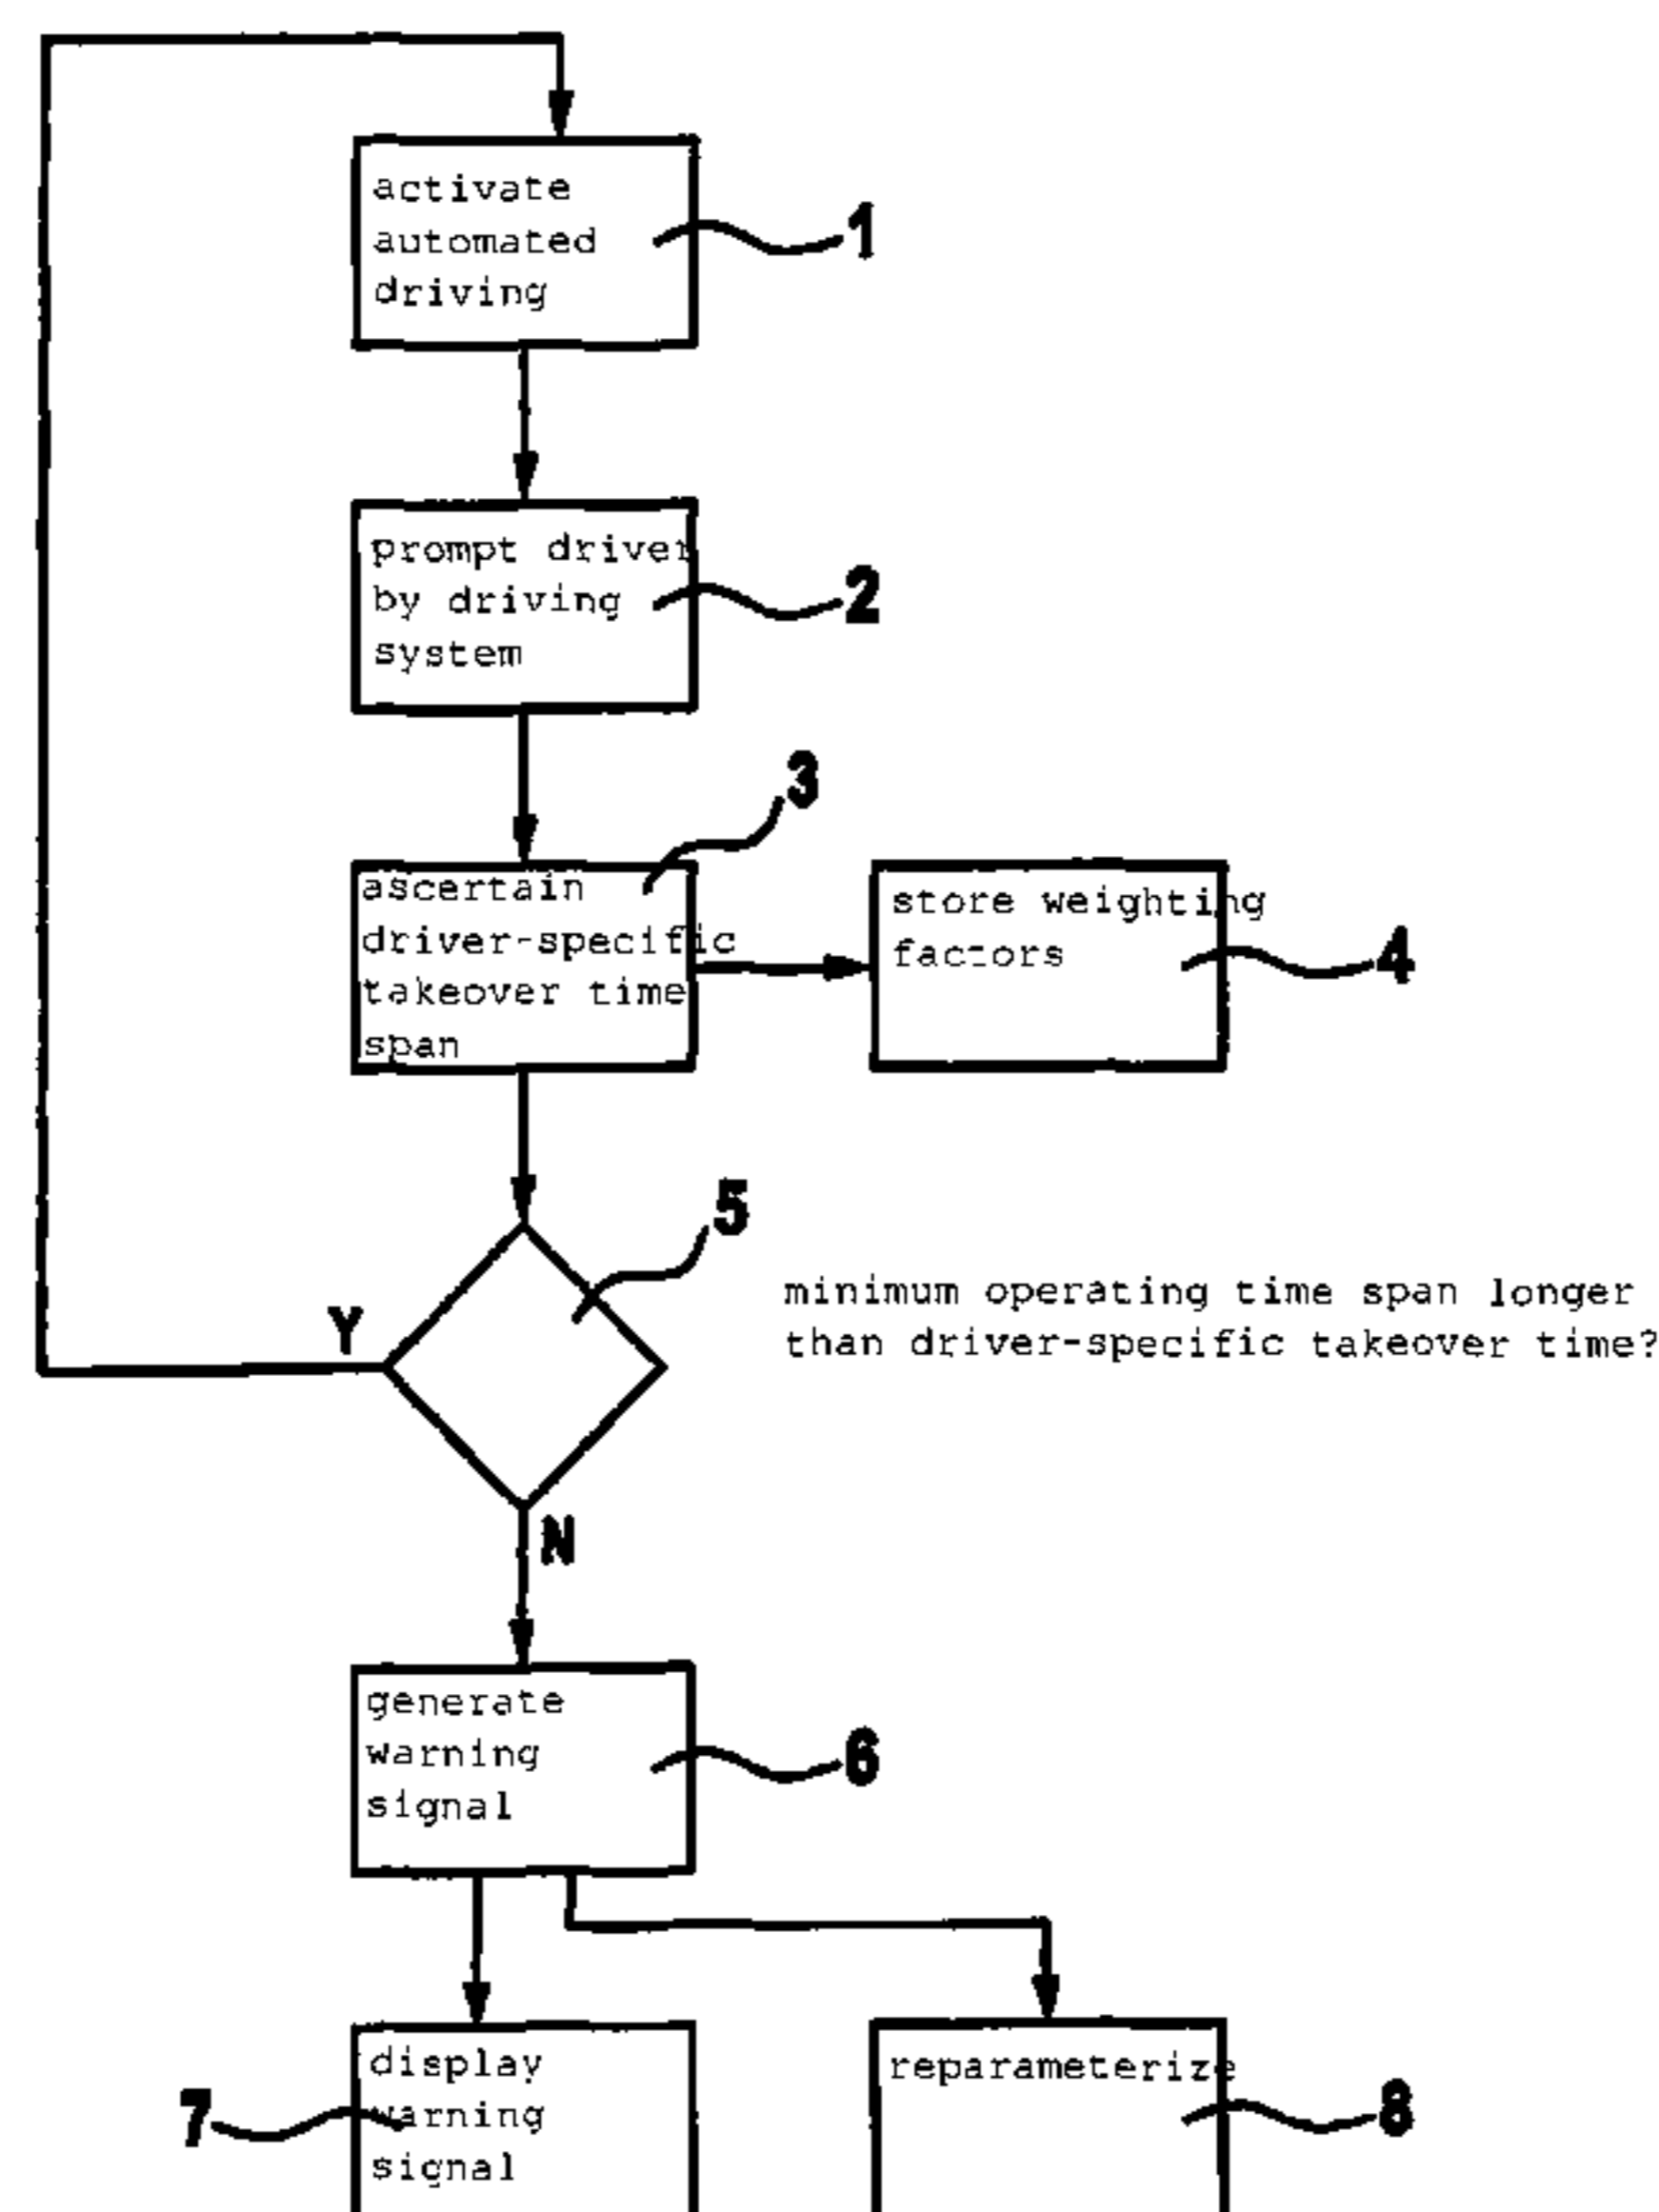 activate
automated
driving
1
prompt driver
by driving
system
2
3
ascertain
driver-specific
takeover time
span
store weighting
factors
4
5
minimum operating time span longer
than driver-specific takeover time?
Y
N
generate
warning
signal
6
display
warning
signal
7
reparameterize
8